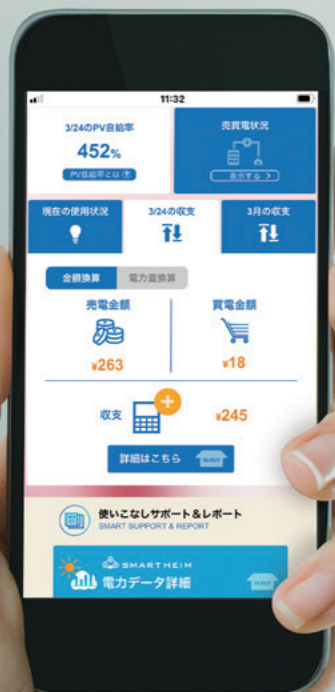 11:32
3/24のPV自給率
452%
PV自給率とは ?
売買電状況
表示する >
現在の使用状況
3/24の収支
3月の収支
金額換算
電力量換算
売電金額
買電金額
¥263
¥18
収支
¥245
詳細はこちら
使いこなしサポート&レポート
SMART SUPPORT & REPORT
SMARTHEIM
電力データ詳細